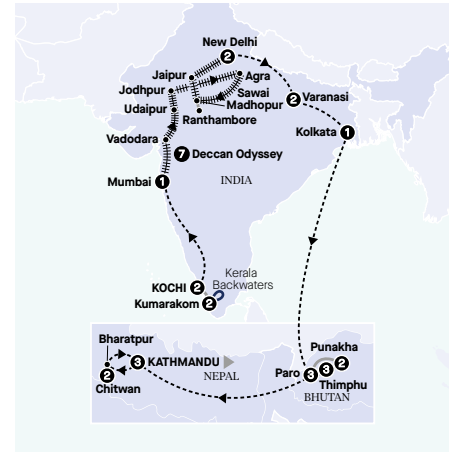 New Delhi
2
Jaipur
Agra
Jodhpur
Sawai
Madhopur
2
Varanasi
Udaipur
Ranthambore
Kolkata
1
Vadodara
7
Deccan Odyssey
Mumbai
1
INDIA
Kerala
Backwaters
KOCHI
2
Kumarakom
2
Bharatpur
Punakha
3
KATHMANDU
NEPAL
2
Chitwan
Paro
3
3
2
Thimphu
BHUTAN